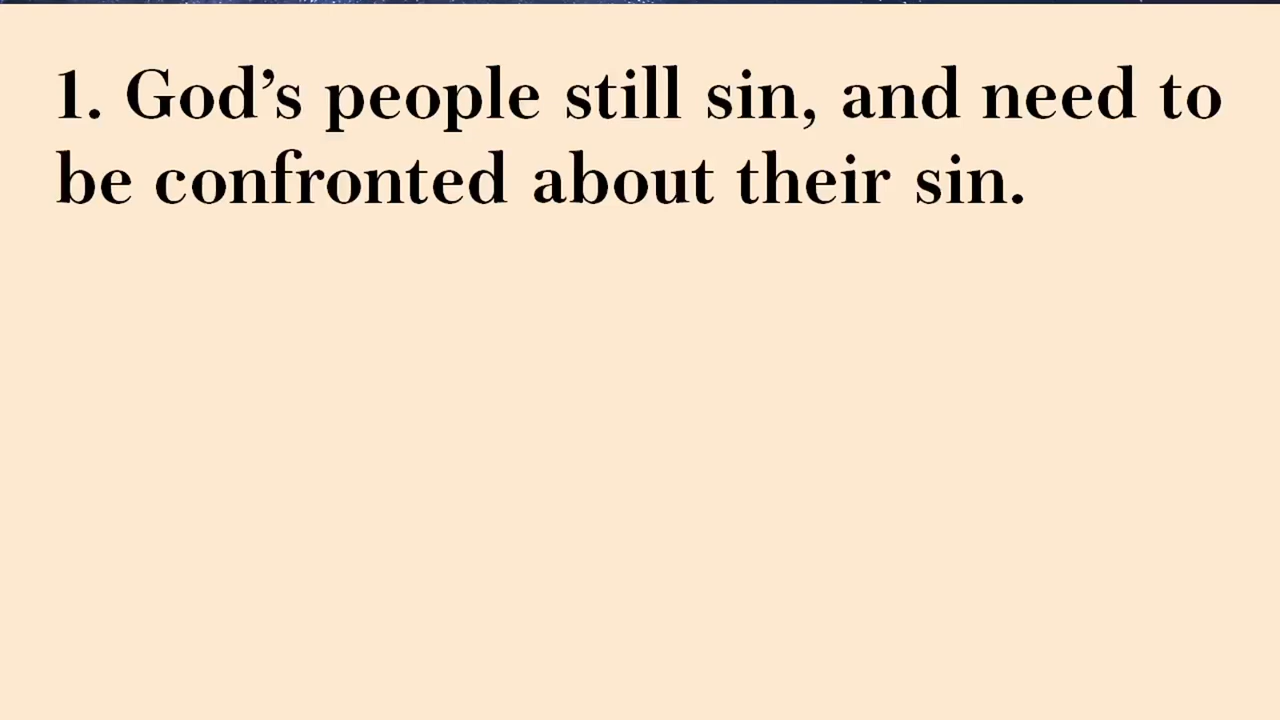 1. God’s people still sin, and need to
be confronted about their sin.